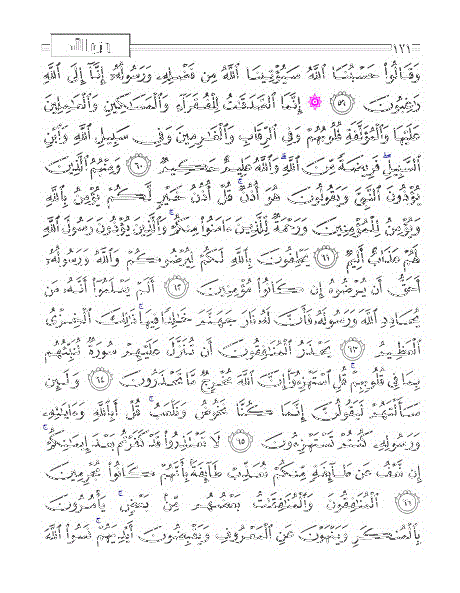 ١٢١
وَقَالُوا۟ حَسْبُنَا ٱللَّهُ سَيُؤْتِينَا ٱللَّهُ مِن فَضْلِهِۦ وَرَسُولُهُۥٓ إِنَّآ إِلَى ٱللَّهِ
رَٰغِبُونَ ٥٩ ۞ إِنَّمَا ٱلصَّدَقَٰتُ لِلْفُقَرَآءِ وَٱلْمَسَٰكِينِ وَٱلْعَٰمِلِينَ
عَلَيْهَا وَٱلْمُؤَلَّفَةِ قُلُوبُهُمْ وَفِى ٱلرِّقَابِ وَٱلْغَٰرِمِينَ وَفِى سَبِيلِ ٱللَّهِ وَٱبْنِ
ٱلسَّبِيلِ ۖ فَرِيضَةً مِّنَ ٱللَّهِ ۗ وَٱللَّهُ عَلِيمٌ حَكِيمٌ ٦٠ وَمِنْهُمُ ٱلَّذِينَ
يُؤْذُونَ ٱلنَّبِىَّ وَيَقُولُونَ هُوَ أُذُنٌ ۚ قُلْ أُذُنُ خَيْرٍ لَّكُمْ يُؤْمِنُ بِٱللَّهِ
وَيُؤْمِنُ لِلْمُؤْمِنِينَ وَرَحْمَةٌ لِّلَّذِينَ ءَامَنُوا۟ مِنكُمْ ۚ وَٱلَّذِينَ يُؤْذُونَ رَسُولَ ٱللَّهِ
لَهُمْ عَذَابٌ أَلِيمٌ ٦١ يَحْلِفُونَ بِٱللَّهِ لَكُمْ لِيُرْضُوكُمْ وَٱللَّهُ وَرَسُولُهُۥٓ
أَحَقُّ أَن يُرْضُوهُ إِن كَانُوا۟ مُؤْمِنِينَ ٦٢ أَلَمْ يَعْلَمُوٓا۟ أَنَّهُۥ مَن
يُحَادِدِ ٱللَّهَ وَرَسُولَهُۥ فَأَنَّ لَهُۥ نَارَ جَهَنَّمَ خَٰلِدًا فِيهَا ۚ ذَٰلِكَ ٱلْخِزْىُ
ٱلْعَظِيمُ ٦٣ يَحْذَرُ ٱلْمُنَٰفِقُونَ أَن تُنَزَّلَ عَلَيْهِمْ سُورَةٌ تُنَبِّئُهُم
بِمَا فِى قُلُوبِهِمْ ۚ قُلِ ٱسْتَهْزِءُوٓا۟ إِنَّ ٱللَّهَ مُخْرِجٌ مَّا تَحْذَرُونَ ٦٤ وَلَئِن
سَأَلْتَهُمْ لَيَقُولُنَّ إِنَّمَا كُنَّا نَخُوضُ وَنَلْعَبُ ۚ قُلْ أَبِٱللَّهِ وَءَايَٰتِهِۦ
وَرَسُولِهِۦ كُنتُمْ تَسْتَهْزِءُونَ ٦٥ لَا تَعْتَذِرُوا۟ قَدْ كَفَرْتُم بَعْدَ إِيمَٰنِكُمْ ۚ
إِن نَّعْفُ عَن طَآئِفَةٍ مِّنكُمْ نُعَذِّبْ طَآئِفَةًۢ بِأَنَّهُمْ كَانُوا۟ مُجْرِمِينَ
٦٦ ٱلْمُنَٰفِقُونَ وَٱلْمُنَٰفِقَٰتُ بَعْضُهُم مِّنۢ بَعْضٍ ۚ يَأْمُرُونَ
بِٱلْمُنكَرِ وَيَنْهَوْنَ عَنِ ٱلْمَعْرُوفِ وَيَقْبِضُونَ أَيْدِيَهُمْ ۚ نَسُوا۟ ٱللَّهَ